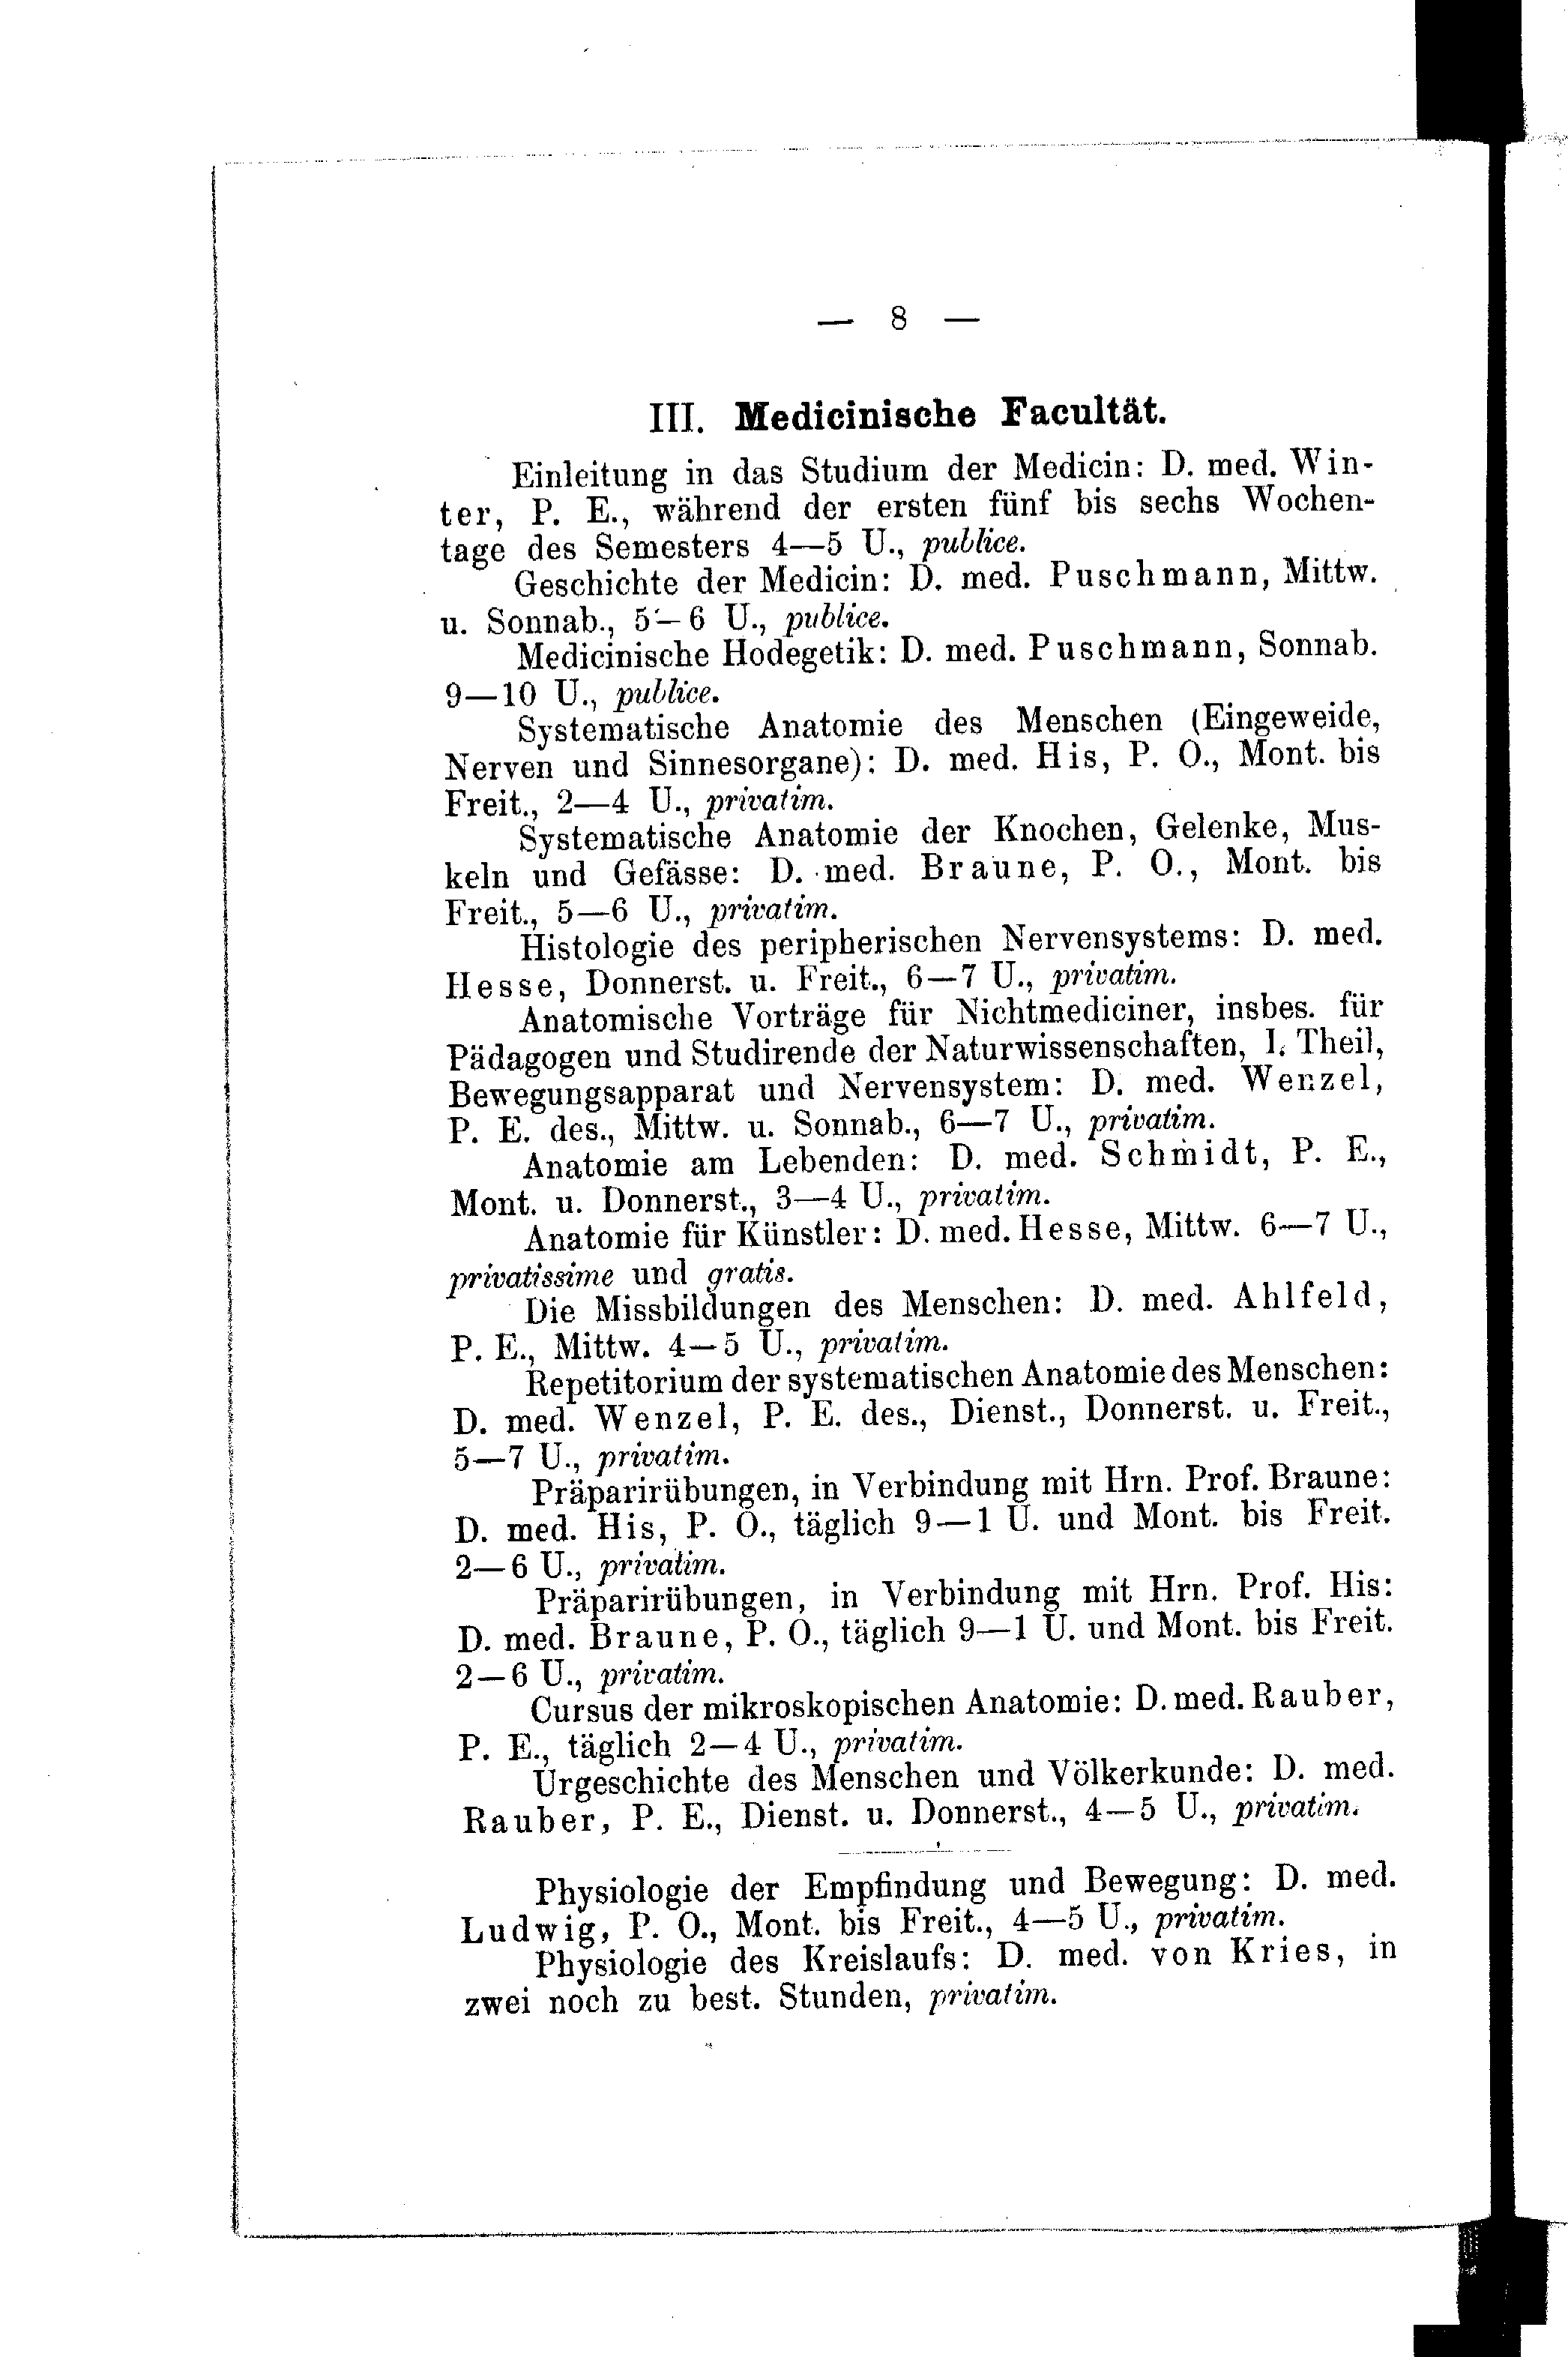 — 8 —
III. Medicinische Facultät.
Einleitung in das Studium der Medicin: D. med. Win-
ter, P. E., während der ersten fünf bis sechs Wochen-
tage des Semesters 4—5 U., publice.
Geschichte der Medicin: D. med. Puschmann, Mittw.
u. Sonnab., 5—6 U., publice.
Medicinische Hodegetik: D. med. Puschmann, Sonnab.
9—10 U., publice.
Systematische Anatomie des Menschen (Eingeweide,
Nerven und Sinnesorgane): D. med. His, P. O., Mont. bis
Freit., 2—4 U., privatim.
Systematische Anatomie der Knochen, Gelenke, Mus-
keln und Gefässe: D. med. Braune, P. O., Mont. bis
Freit., 5—6 U., privatim.
Histologie des peripherischen Nervensystems: D. med.
Hesse, Donnerst. u. Freit., 6—7 U., privatim.
Anatomische Vorträge für Nichtmediciner, insbes. für
Pädagogen und Studirende der Naturwissenschaften, I. Theil,
Bewegungsapparat und Nervensystem: D. med. Wenzel,
P. E. des., Mittw. u. Sonnab., 6—7 U., privatim.
Anatomie am Lebenden: D. med. Schmidt, P. E.,
Mont. u. Donnerst., 3—4 U., privatim.
Anatomie für Künstler: D. med. Hesse, Mittw. 6—7 U.,
privatissime und gratis.
Die Missbildungen des Menschen: D. med. Ahlfeld,
P. E., Mittw. 4—5 U., privatim.
Repetitorium der systematischen Anatomie des Menschen:
D. med. Wenzel, P. E. des., Dienst., Donnerst. u. Freit.,
5—7 U., privatim.
Präparirübungen, in Verbindung mit Hrn. Prof. Braune:
D. med. His, P. O., täglich 9—1 U. und Mont. bis Freit.
2—6 U., privatim.
Präparirübungen, in Verbindung mit Hrn. Prof. His:
D. med. Braune, P. O., täglich 9—1 U. und Mont. bis Freit.
2—6 U., privatim.
Cursus der mikroskopischen Anatomie: D. med. Rauber,
P. E., täglich 2—4 U., privatim.
Urgeschichte des Menschen und Völkerkunde: D. med.
Rauber, P. E., Dienst. u. Donnerst., 4—5 U., privatim.
Physiologie der Empfindung und Bewegung: D. med.
Ludwig, P. O., Mont. bis Freit., 4—5 U., privatim.
Physiologie des Kreislaufs: D. med. von Kries, in
zwei noch zu best. Stunden, privatim.